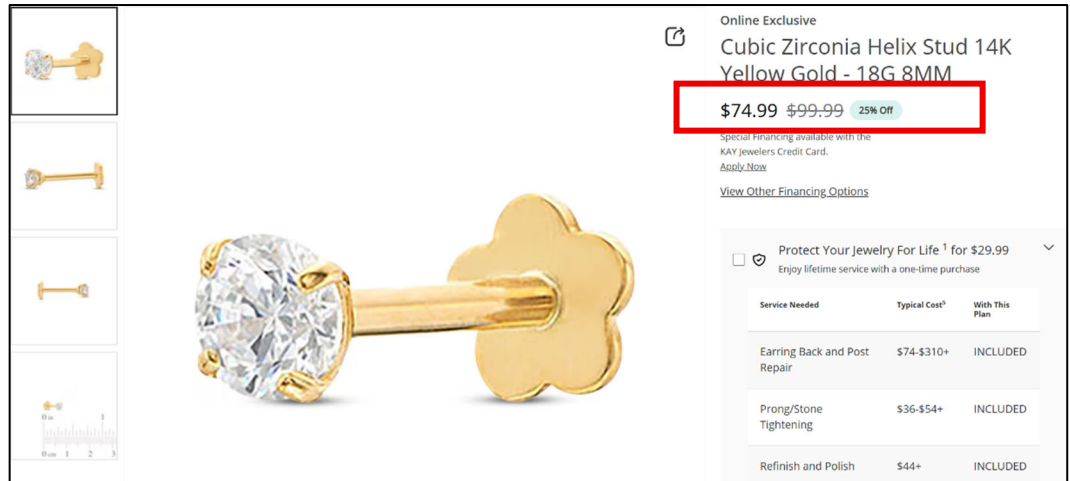 Online Exclusive
Cubic Zirconia Helix Stud 14K
Yellow Gold - 18G 8MM
$74.99 $99.99 25% Off
Special Financing available with the
KAY Jewelers Credit Card.
Apply Now
View Other Financing Options
Protect Your Jewelry For Life 1 for $29.99
Enjoy lifetime service with a one-time purchase
Service Needed Typical Cost5 With This
Plan
Earring Back and Post $74-$310+ INCLUDED
Repair
Prong/Stone $36-$54+ INCLUDED
Tightening
Refinish and Polish $44+ INCLUDED
0 in 1
0 cm 1 2 3